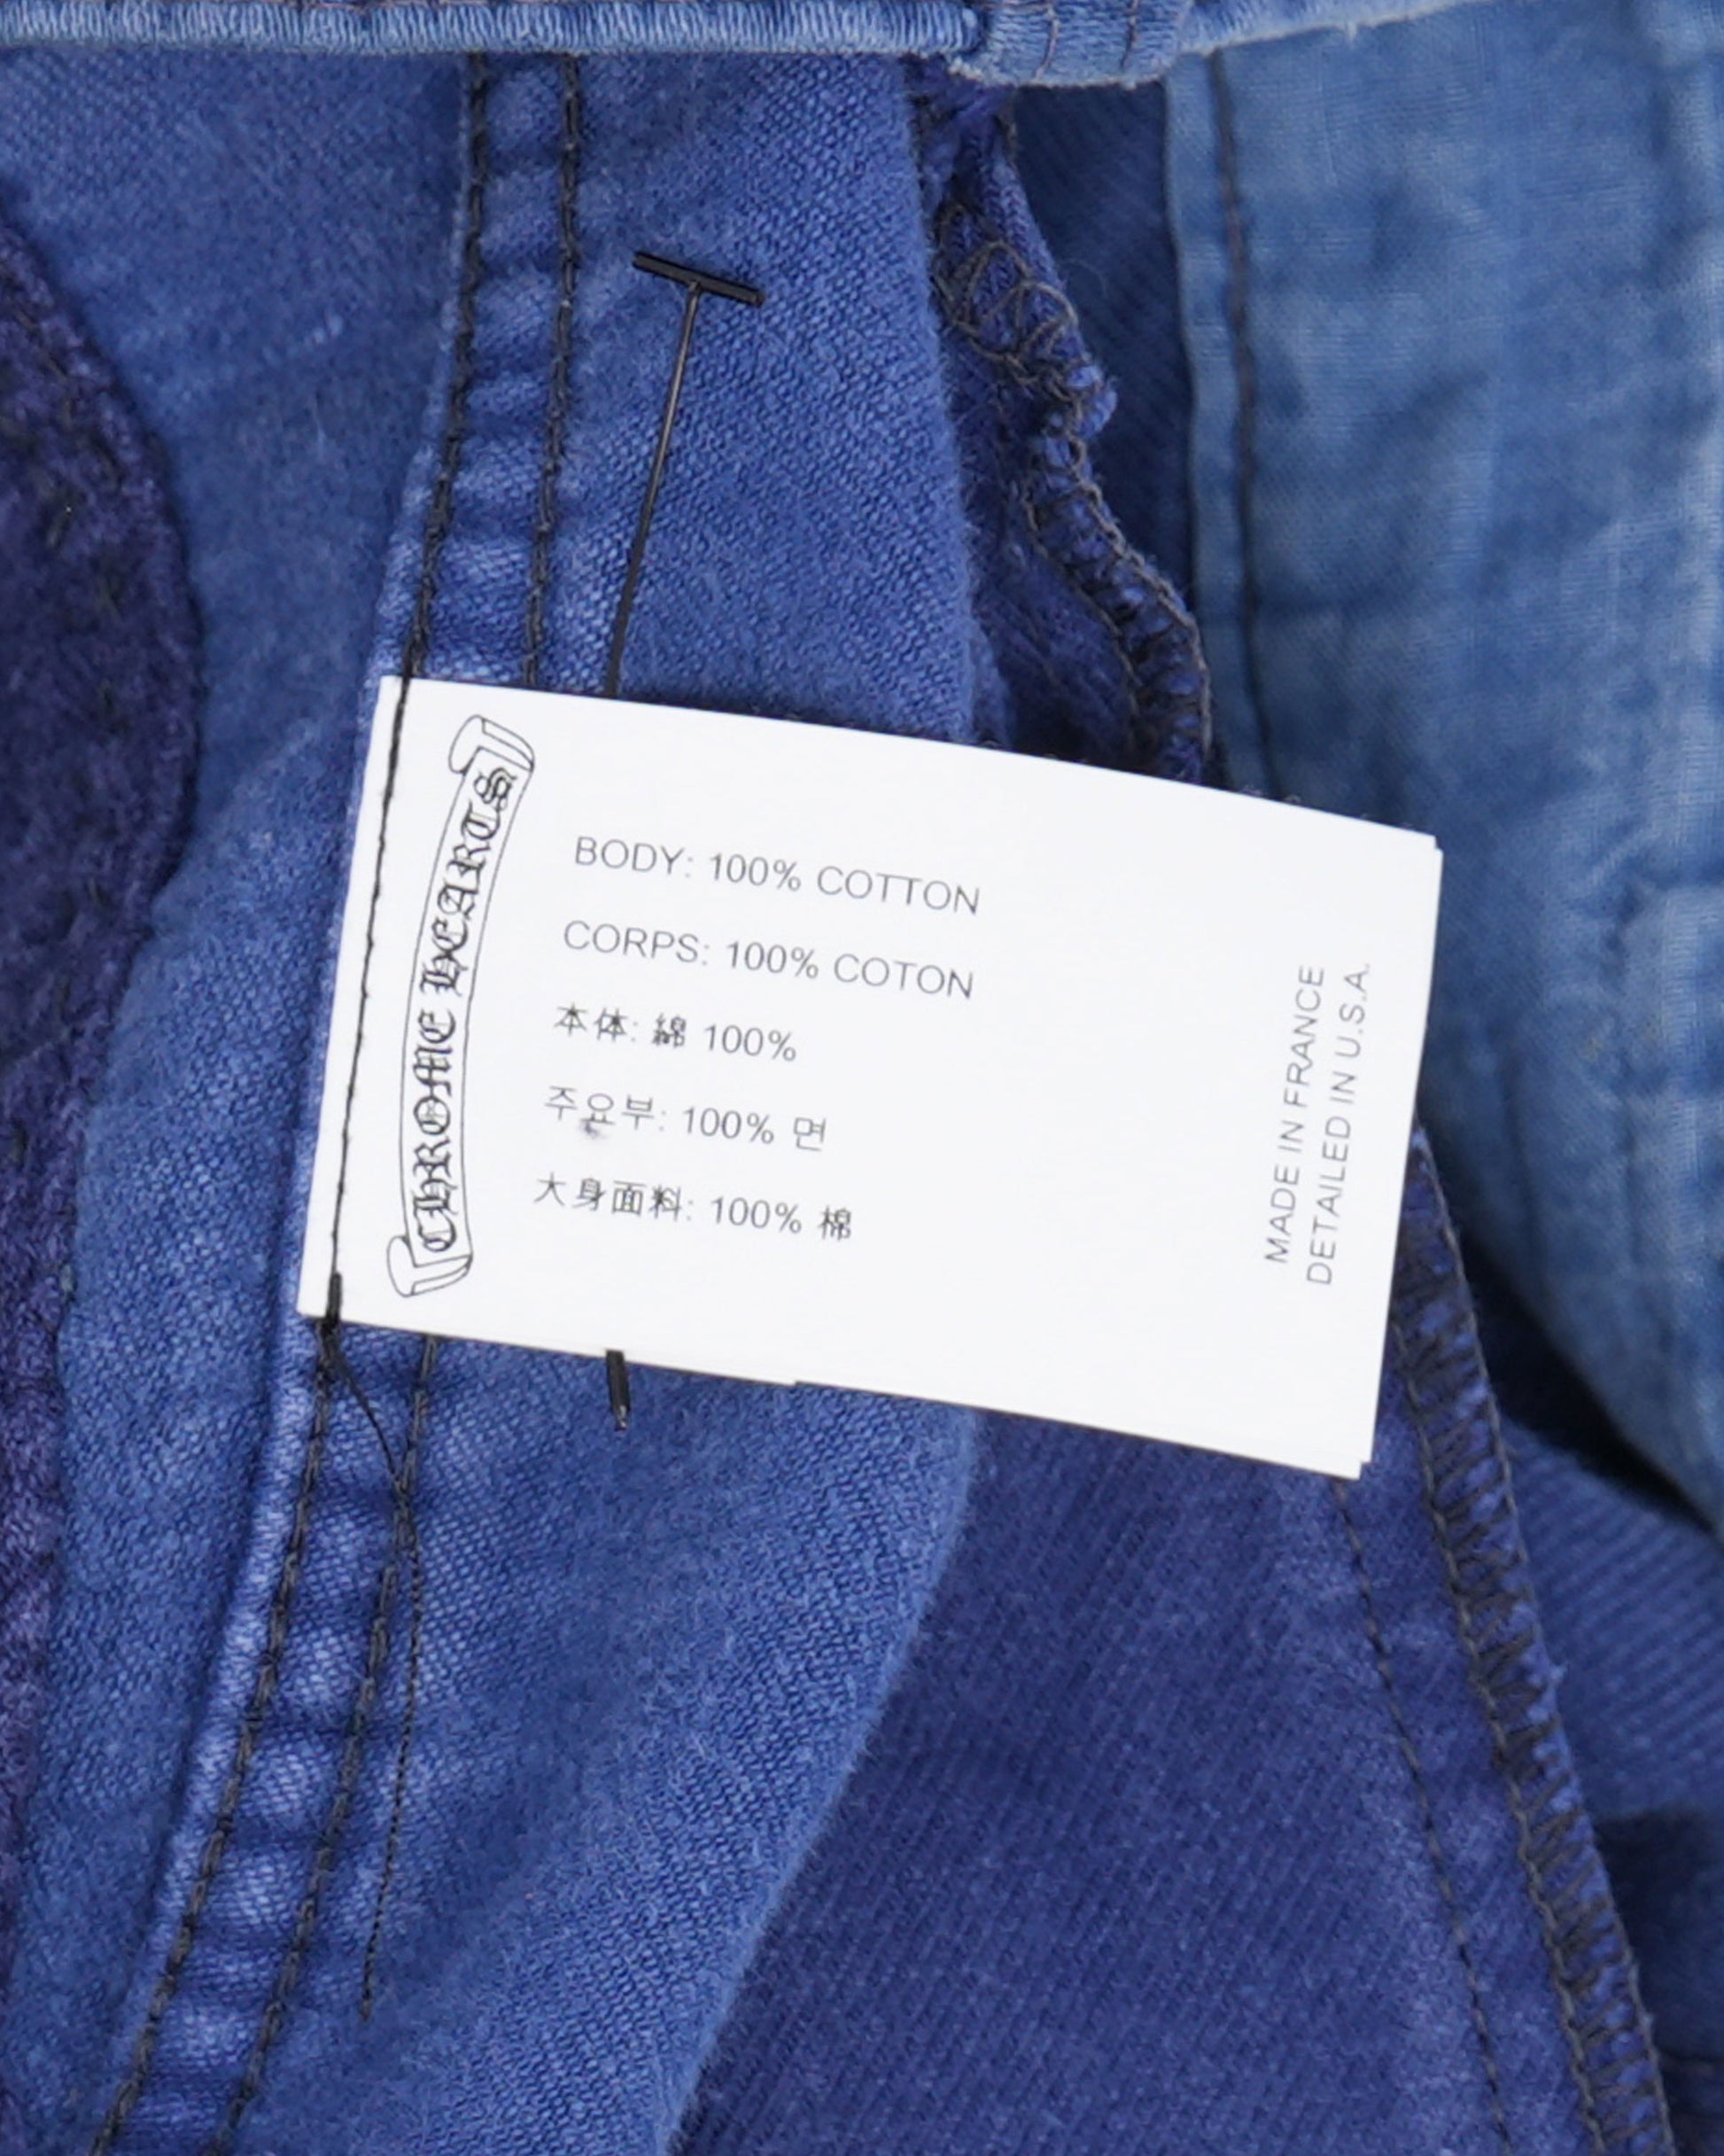 CHROME HEARTS
BODY: 100% COTTON
CORPS: 100% COTON
本体: 綿 100%
주요부: 100% 면
大身面料: 100% 棉
MADE IN FRANCE
DETAILED IN U.S.A.